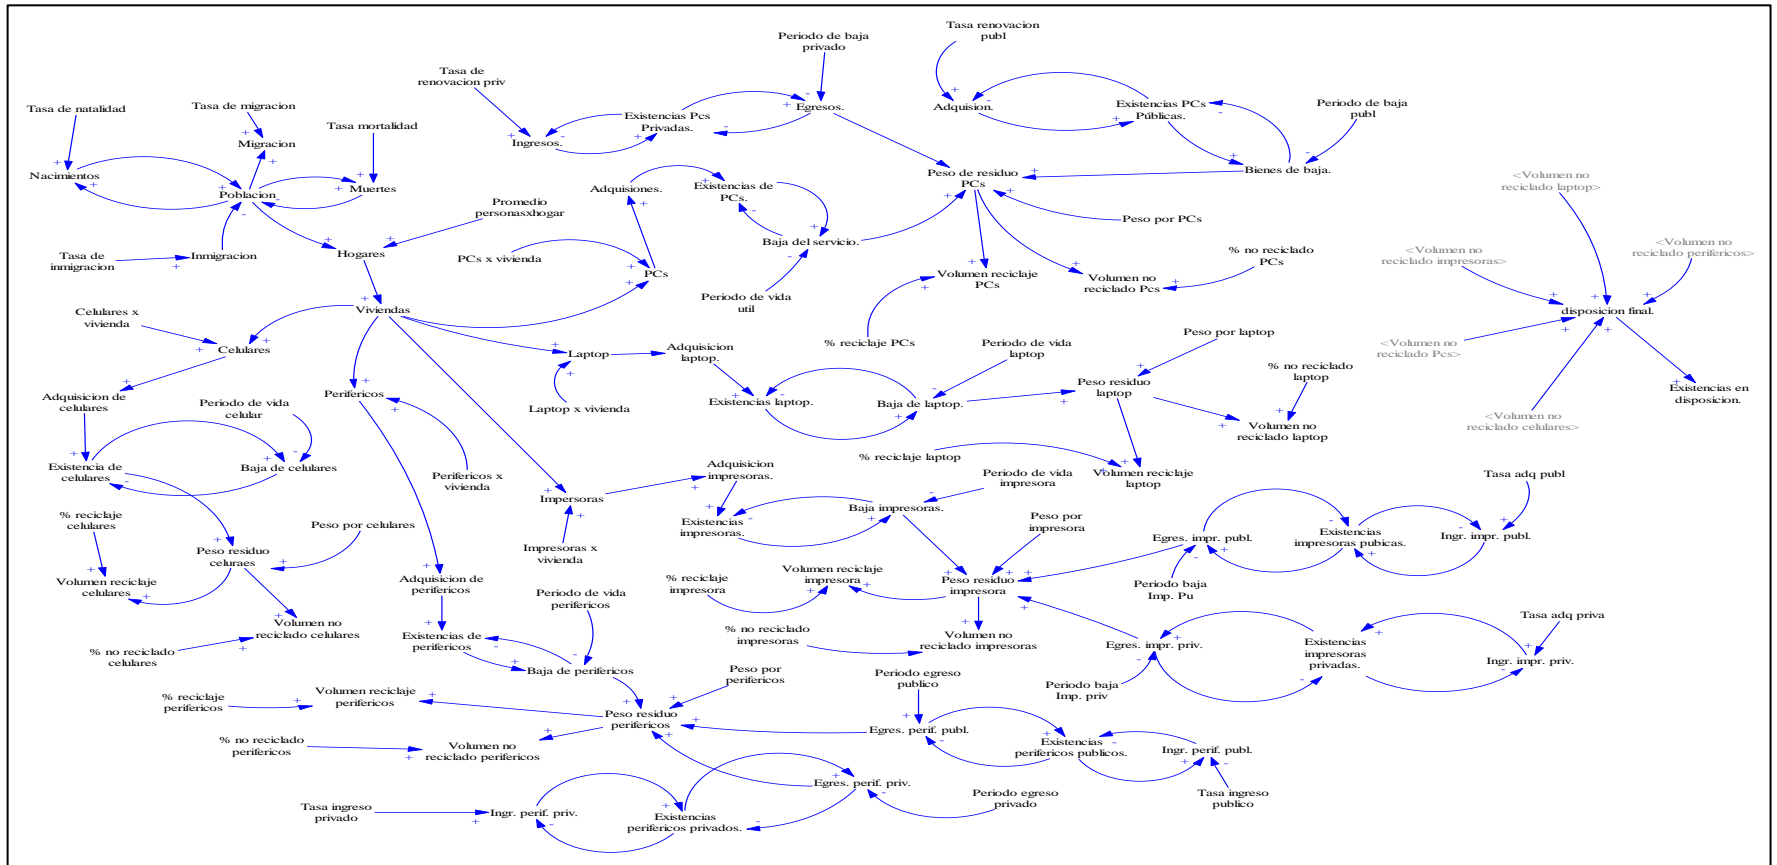 Tasa renovacion
publ
Periodo de baja
privado
Tasa de
renovacion priv
Tasa de natalidad
Tasa de migracion
Tasa mortalidad
Migracion
Nacimientos
Poblacion
Muertes
Existencias Pcs
Privadas.
Egresos.
Ingresos.
Adquision.
Existencias PCs
Públicas.
Periodo de baja
publ
Bienes de baja.
Peso de residuo
PCs
Adquisiones.
Existencias de
PCs.
<Volumen no
reciclado laptop>
Promedio
personasxhogar
Peso por PCs
Tasa de
inmigracion
Inmigracion
Hogares
PCs x vivienda
PCs
Baja del servicio.
Volumen reciclaje
PCs
Volumen no
reciclado Pcs
% no reciclado
PCs
<Volumen no
reciclado impresoras>
<Volumen no
reciclado perifericos>
Periodo de vida
util
Viviendas
disposicion final.
Celulares x
vivienda
Celulares
Laptop
Adquisicion
laptop.
% reciclaje PCs
Periodo de vida
laptop
Peso por laptop
<Volumen no
reciclado Pcs>
% no reciclado
laptop
Existencias en
disposicion.
Adquisicion de
celulares
Periodo de vida
celular
Perifericos
Laptop x vivienda
Existencias laptop.
Baja de laptop.
Peso residuo
laptop
Volumen no
reciclado laptop
<Volumen no
reciclado celulares>
Existencia de
celulares
Baja de celulares
Perifericos x
vivienda
Impersoras
Adquisicion
impresoras.
% reciclaje laptop
Periodo de vida
impresora
Volumen reciclaje
laptop
Tasa adq publ
% reciclaje
celulares
Peso por celulares
Impresoras x
vivienda
Existencias
impresoras.
Baja impresoras.
Peso por
impresora
Egres. impr. publ.
Existencias
impresoras pubicas.
Ingr. impr. publ.
Peso residuo
celuraes
Volumen reciclaje
celulares
Adquisicion de
perifericos
Periodo de vida
perifericos
% reciclaje
impresora
Volumen reciclaje
impresora
Peso residuo
impresora
Periodo baja
Imp. Pu
Volumen no
reciclado celulares
% no reciclado
celulares
Existencias de
perifericos
Baja de perifericos
% no reciclado
impresoras
Volumen no
reciclado impresoras
Egres. impr. priv.
Existencias
impresoras
privadas.
Tasa adq priva
Ingr. impr. priv.
Periodo baja
Imp. priv
% reciclaje
perifericos
Volumen reciclaje
perifericos
Peso por
perifericos
Periodo egreso
publico
Peso residuo
perifericos
% no reciclado
perifericos
Volumen no
reciclado perifericos
Egres. perif. publ.
Existencias
perifericos publicos.
Ingr. perif. publ.
Tasa ingreso
publico
Egres. perif. priv.
Periodo egreso
privado
Tasa ingreso
privado
Ingr. perif. priv.
Existencias
perifericos privados.